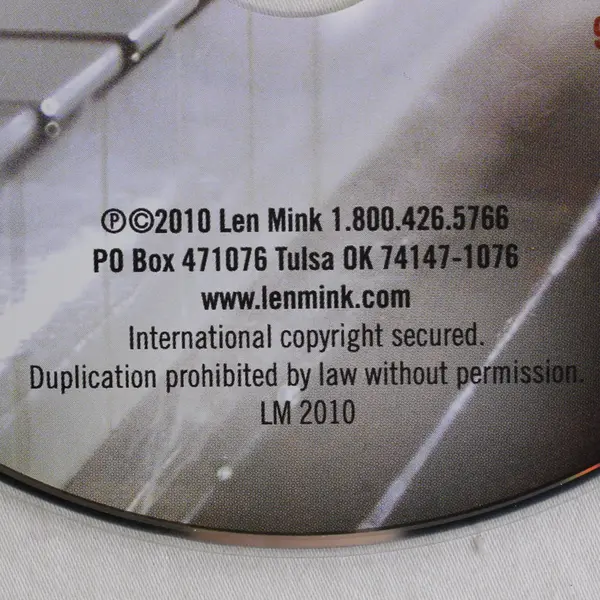 ℗©2010 Len Mink 1.800.426.5766
PO Box 471076 Tulsa OK 74147-1076
www.lenmink.com
International copyright secured.
Duplication prohibited by law without permission.
LM 2010